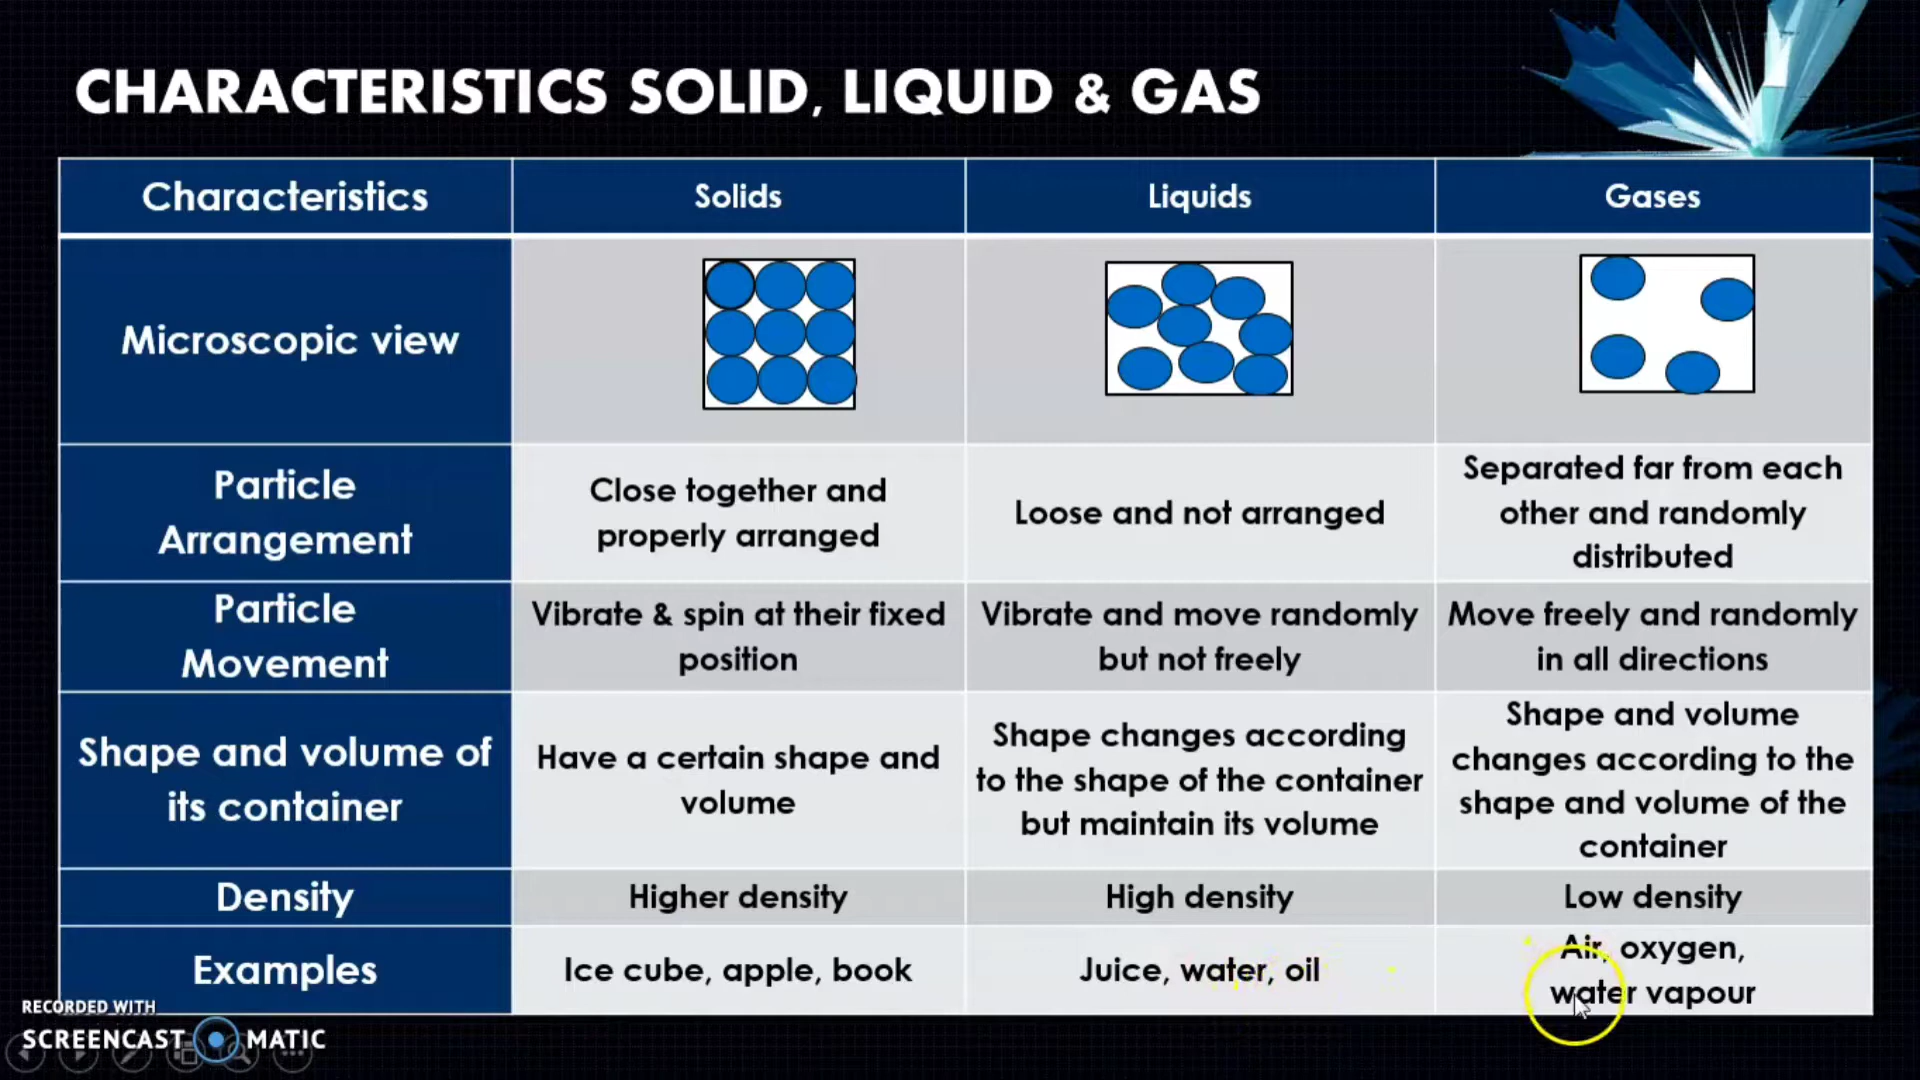 CHARACTERISTICS SOLID, LIQUID & GAS
Characteristics
Solids
Liquids
Gases
Microscopic view
Particle
Arrangement
Close together and
properly arranged
Loose and not arranged
Separated far from each
other and randomly
distributed
Particle
Movement
Vibrate & spin at their fixed
position
Vibrate and move randomly
but not freely
Move freely and randomly
in all directions
Shape and volume of
its container
Have a certain shape and
volume
Shape changes according
to the shape of the container
but maintain its volume
Shape and volume
changes according to the
shape and volume of the
container
Density
Higher density
High density
Low density
Examples
Ice cube, apple, book
Juice, water, oil
Air, oxygen,
water vapour
RECORDED WITH
SCREENCAST MATIC